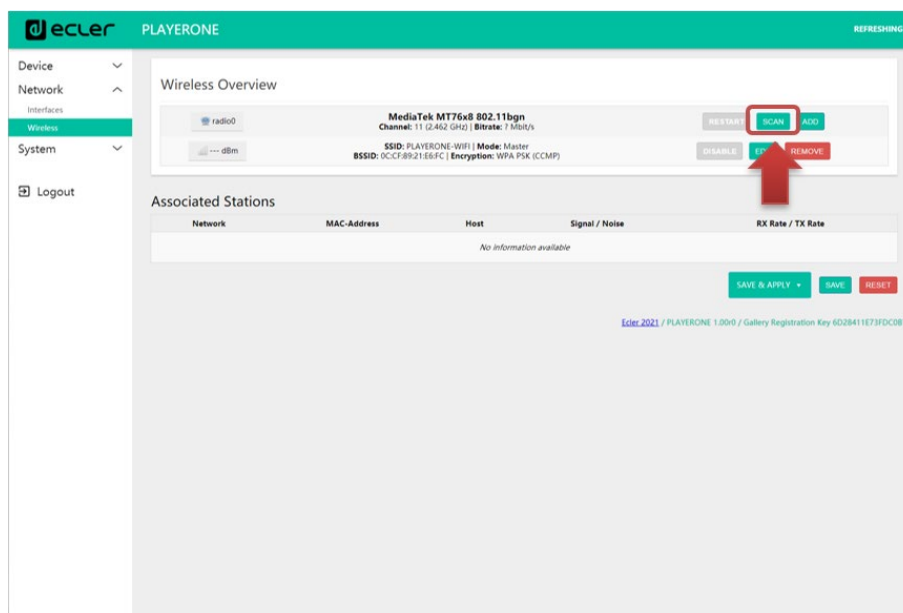 ecler
PLAYERONE
REFRESHING
Device
Network
Interfaces
Wireless
System
Logout
Wireless Overview
radio0
MediaTek MT76x8 802.11bgn
Channel: 11 (2.462 GHz) | Bitrate: ? Mbit/s
RESTART SCAN ADD
--- dBm
SSID: PLAYERONE-WIFI | Mode: Master
BSSID: 0C:CF:89:21:E6:FC | Encryption: WPA PSK (CCMP)
DISABLE REMOVE
Associated Stations
Network MAC-Address Host Signal / Noise RX Rate / TX Rate
No information available
SAVE & APPLY SAVE RESET
Ecler 2021 / PLAYERONE 1.00r0 / Gallery Registration Key 6D28411E73FDC0B